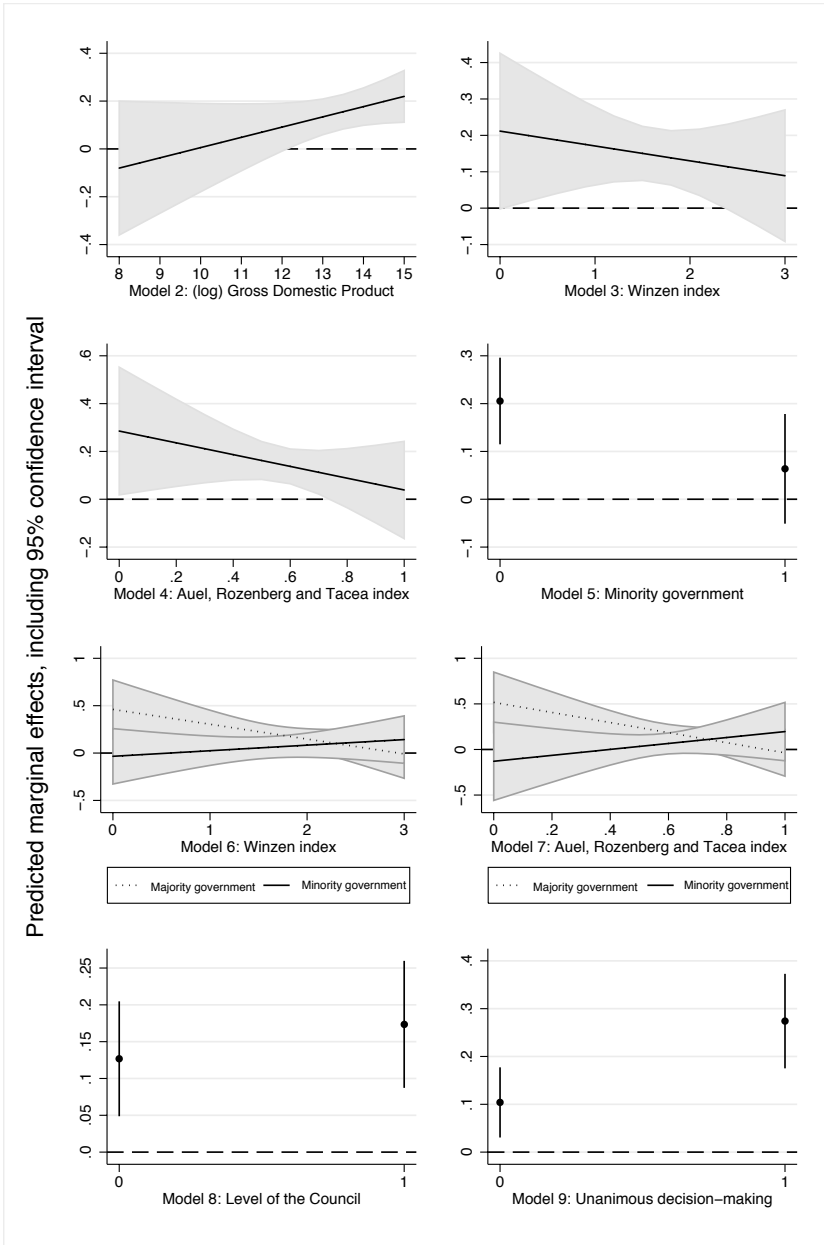 Predicted marginal effects, including 95% confidence interval
.4
.2
0
-.2
-.4
8 9 10 11 12 13 14 15
Model 2: (log) Gross Domestic Product
.4
.3
.2
.1
0
-.1
0 1 2 3
Model 3: Winzen index
.6
.4
.2
0
-.2
0 .2 .4 .6 .8 1
Model 4: Auel, Rozenberg and Tacea index
.3
.2
.1
0
-.1
0 1
Model 5: Minority government
1
.5
0
-.5
0 1 2 3
Model 6: Winzen index
Majority government Minority government
1
.5
0
-.5
0 .2 .4 .6 .8 1
Model 7: Auel, Rozenberg and Tacea index
Majority government Minority government
.25
.2
.15
.1
.05
.0
0 1
Model 8: Level of the Council
.4
.3
.2
.1
0
0 1
Model 9: Unanimous decision−making